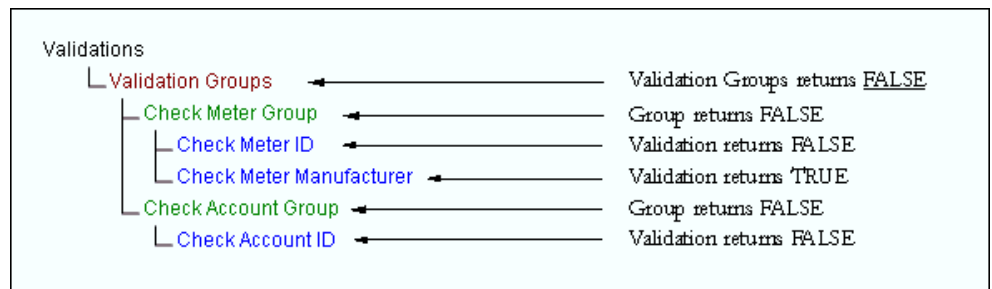 Validations
Validation Groups Validation Groups returns FALSE
Check Meter Group Group returns FALSE
Check Meter ID Validation returns FALSE
Check Meter Manufacturer Validation returns TRUE
Check Account Group Group returns FALSE
Check Account ID Validation returns FALSE